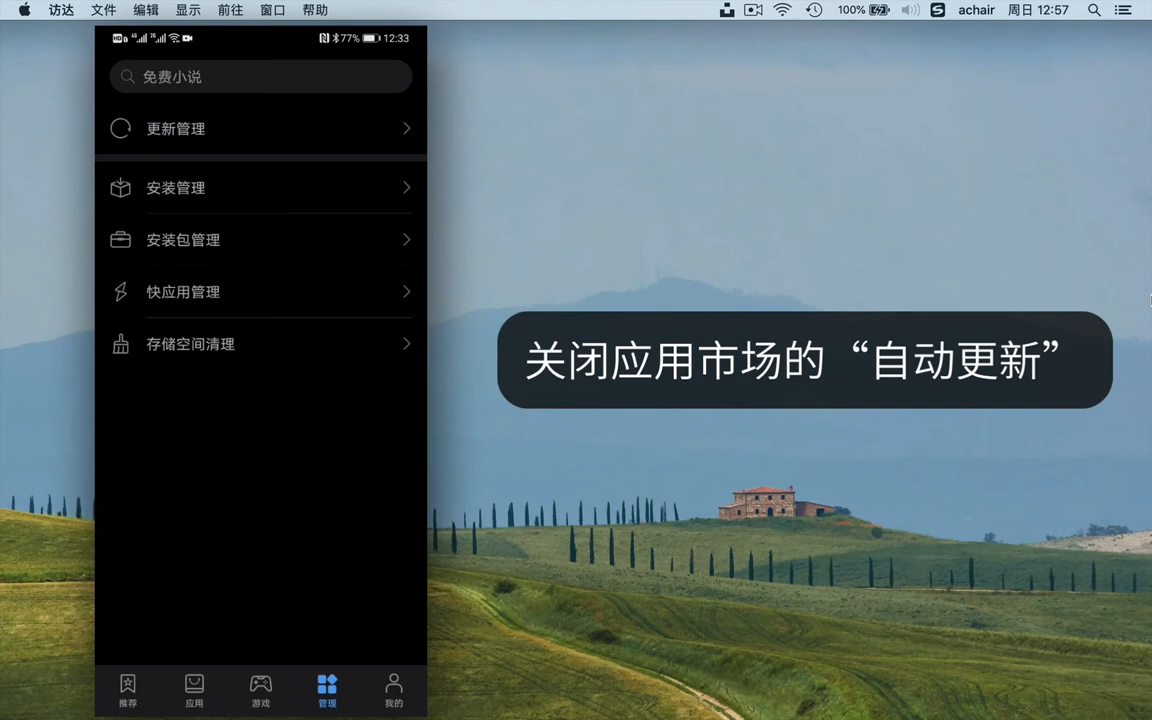 访达 文件 编辑 显示 前往 窗口 帮助
100% achair 周日 12:57
77% 12:33
免费小说
更新管理
安装管理
安装包管理
快应用管理
存储空间清理
关闭应用市场的“自动更新”
推荐 应用 游戏 管理 我的